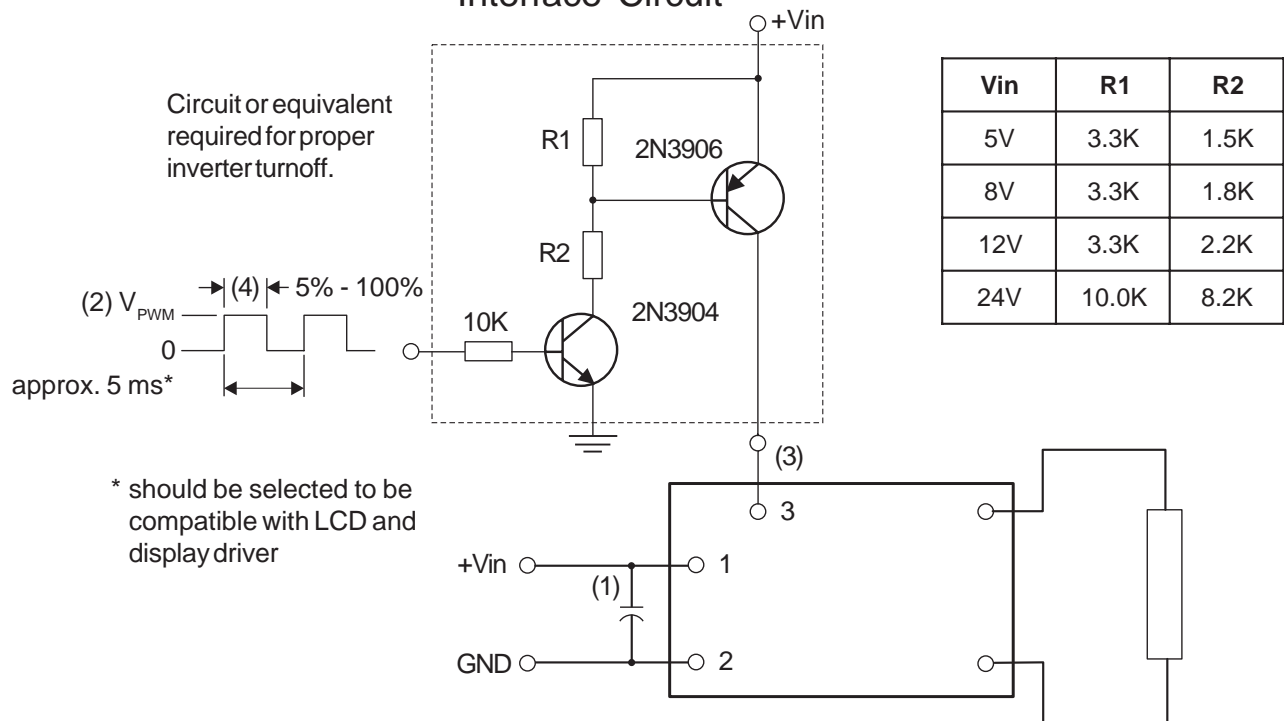 Interface Circuit
+Vin
Circuit or equivalent
required for proper
inverter turnoff.
R1
2N3906
R2
2N3904
10K
(2) VPWM
(4)
5% - 100%
0
approx. 5 ms*
* should be selected to be
compatible with LCD and
display driver
(3)
3
+Vin
1
(1)
GND
2
Vin R1 R2
5V 3.3K 1.5K
8V 3.3K 1.8K
12V 3.3K 2.2K
24V 10.0K 8.2K